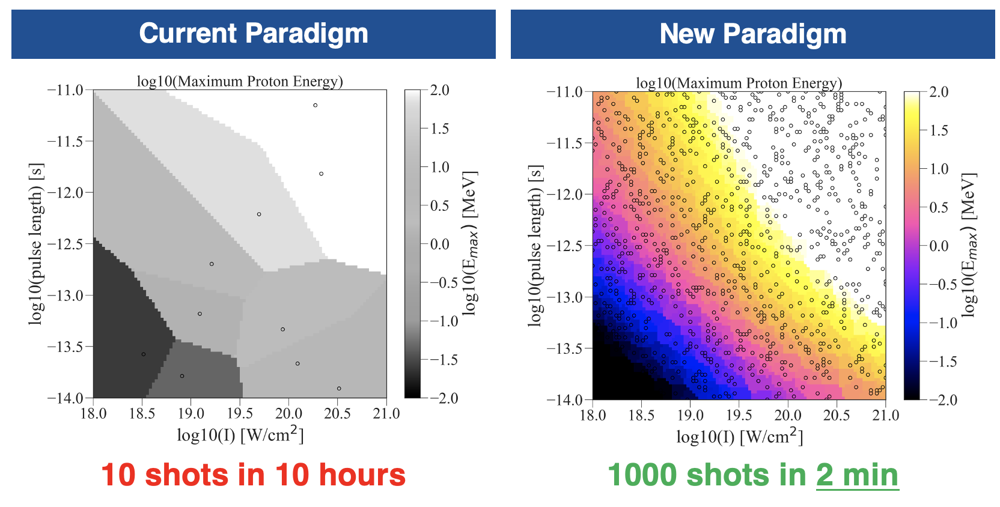 Current Paradigm
log10(Maximum Proton Energy)
−11.0
−11.5
−12.0
−12.5
−13.0
−13.5
−14.0
log10(pulse length) [s]
18.0 18.5 19.0 19.5 20.0 20.5 21.0
log10(I) [W/cm²]
2.0
1.5
1.0
0.5
0.0
−0.5
−1.0
−1.5
−2.0
log10(E_max) [MeV]
10 shots in 10 hours
New Paradigm
log10(Maximum Proton Energy)
−11.0
−11.5
−12.0
−12.5
−13.0
−13.5
−14.0
log10(pulse length) [s]
18.0 18.5 19.0 19.5 20.0 20.5 21.0
log10(I) [W/cm²]
2.0
1.5
1.0
0.5
0.0
−0.5
−1.0
−1.5
−2.0
log10(E_max) [MeV]
1000 shots in 2 min